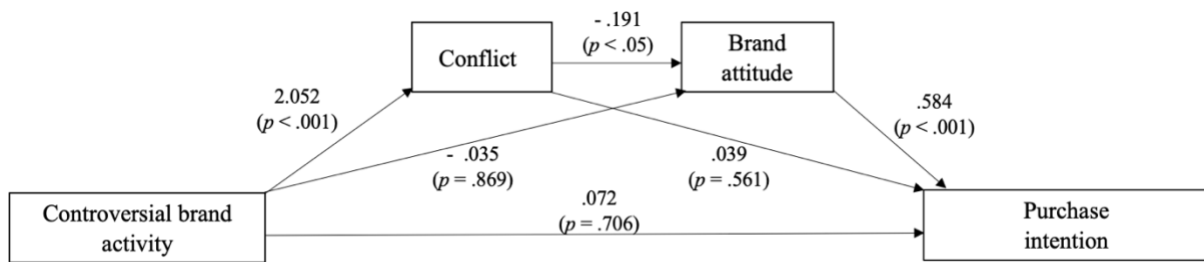 - .191
(p < .05)
Conflict
Brand
attitude
2.052
(p < .001)
.584
(p < .001)
- .035
(p = .869)
.039
(p = .561)
Controversial brand
activity
.072
(p = .706)
Purchase
intention